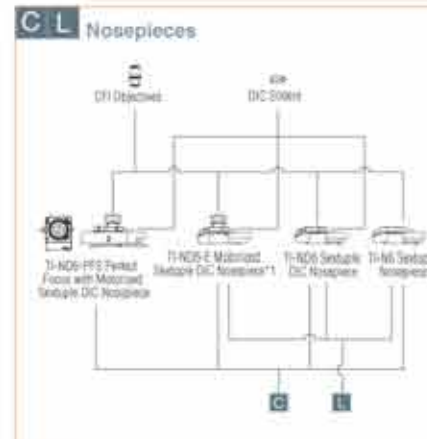 C L Nosepieces
CFI Objectives
DIC Sliders
TI-ND6-PFS Perfect
Focus with Motorized
Sextuple DIC Nosepiece
TI-ND6-E Motorized
Sextuple DIC Nosepiece*1
TI-ND6 Sextuple
DIC Nosepiece
TI-N6 Sextuple
Nosepiece
C
L